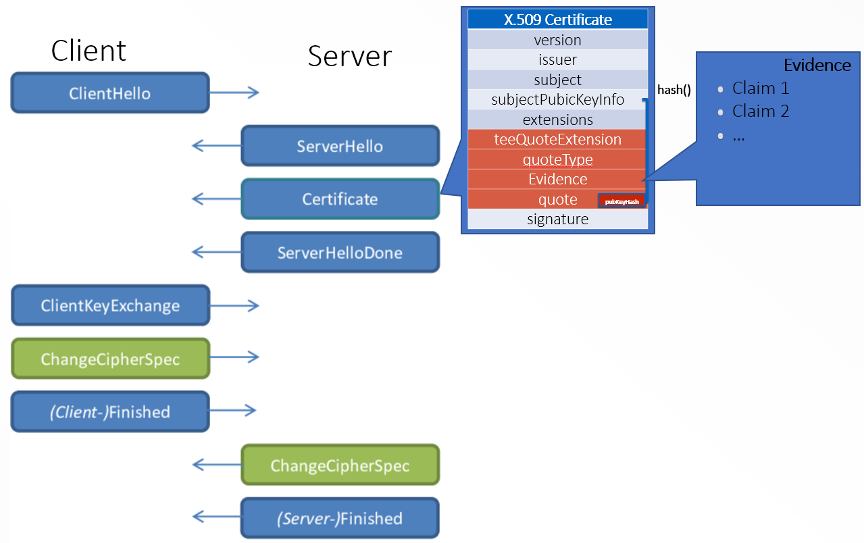 Client
Server
ClientHello
ServerHello
Certificate
ServerHelloDone
ClientKeyExchange
ChangeCipherSpec
(Client-)Finished
ChangeCipherSpec
(Server-)Finished
X.509 Certificate
version
issuer
subject
subjectPubicKeyInfo
extensions
teeQuoteExtension
quoteType
Evidence
quote
pubKeyHash
signature
hash()
Evidence
• Claim 1
• Claim 2
• ...